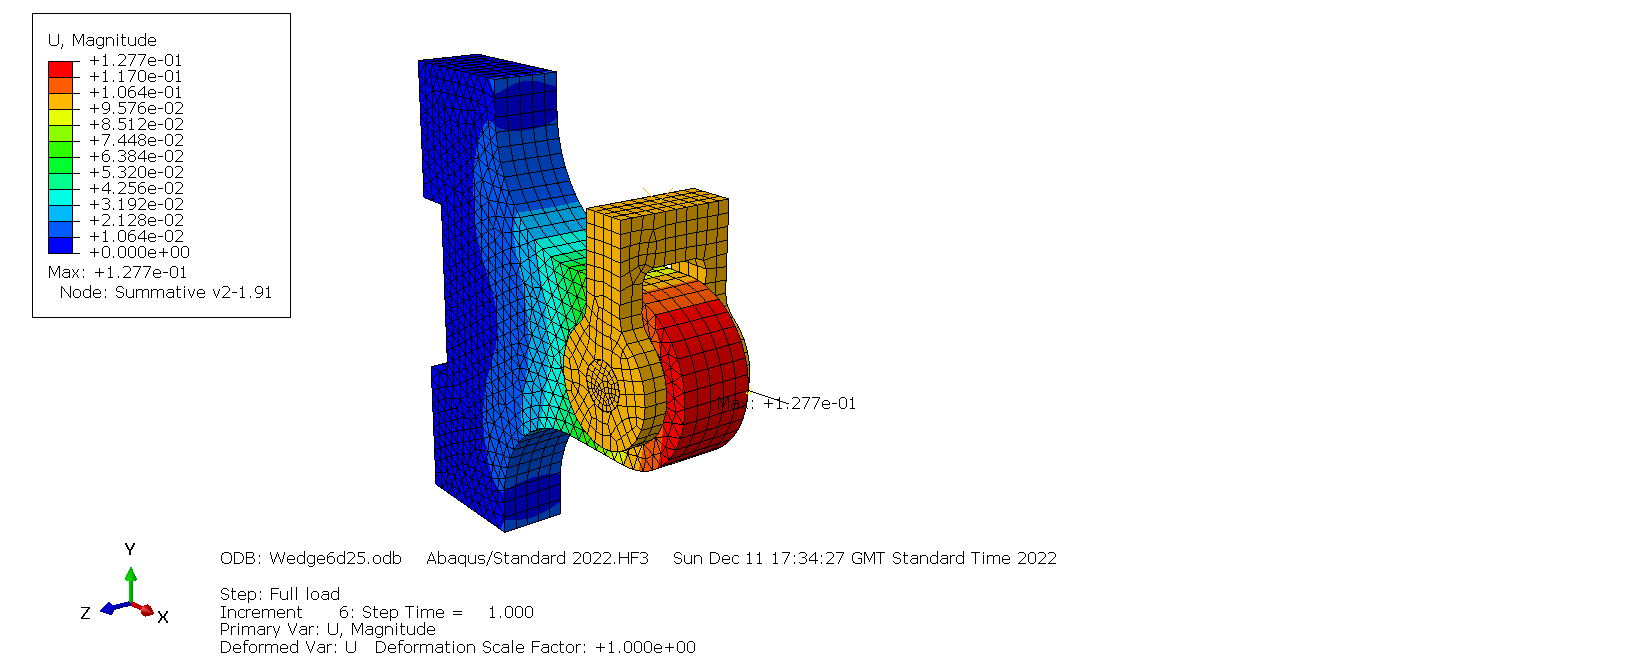 U, Magnitude
+1.277e-01
+1.170e-01
+1.064e-01
+9.576e-02
+8.512e-02
+7.448e-02
+6.384e-02
+5.320e-02
+4.256e-02
+3.192e-02
+2.128e-02
+1.064e-02
+0.000e+00
Max: +1.277e-01
Node: Summative v2-1.91
Max: +1.277e-01
Y
Z
X
ODB: Wedge6d25.odb Abaqus/Standard 2022.HF3 Sun Dec 11 17:34:27 GMT Standard Time 2022
Step: Full load
Increment 6: Step Time = 1.000
Primary Var: U, Magnitude
Deformed Var: U Deformation Scale Factor: +1.000e+00